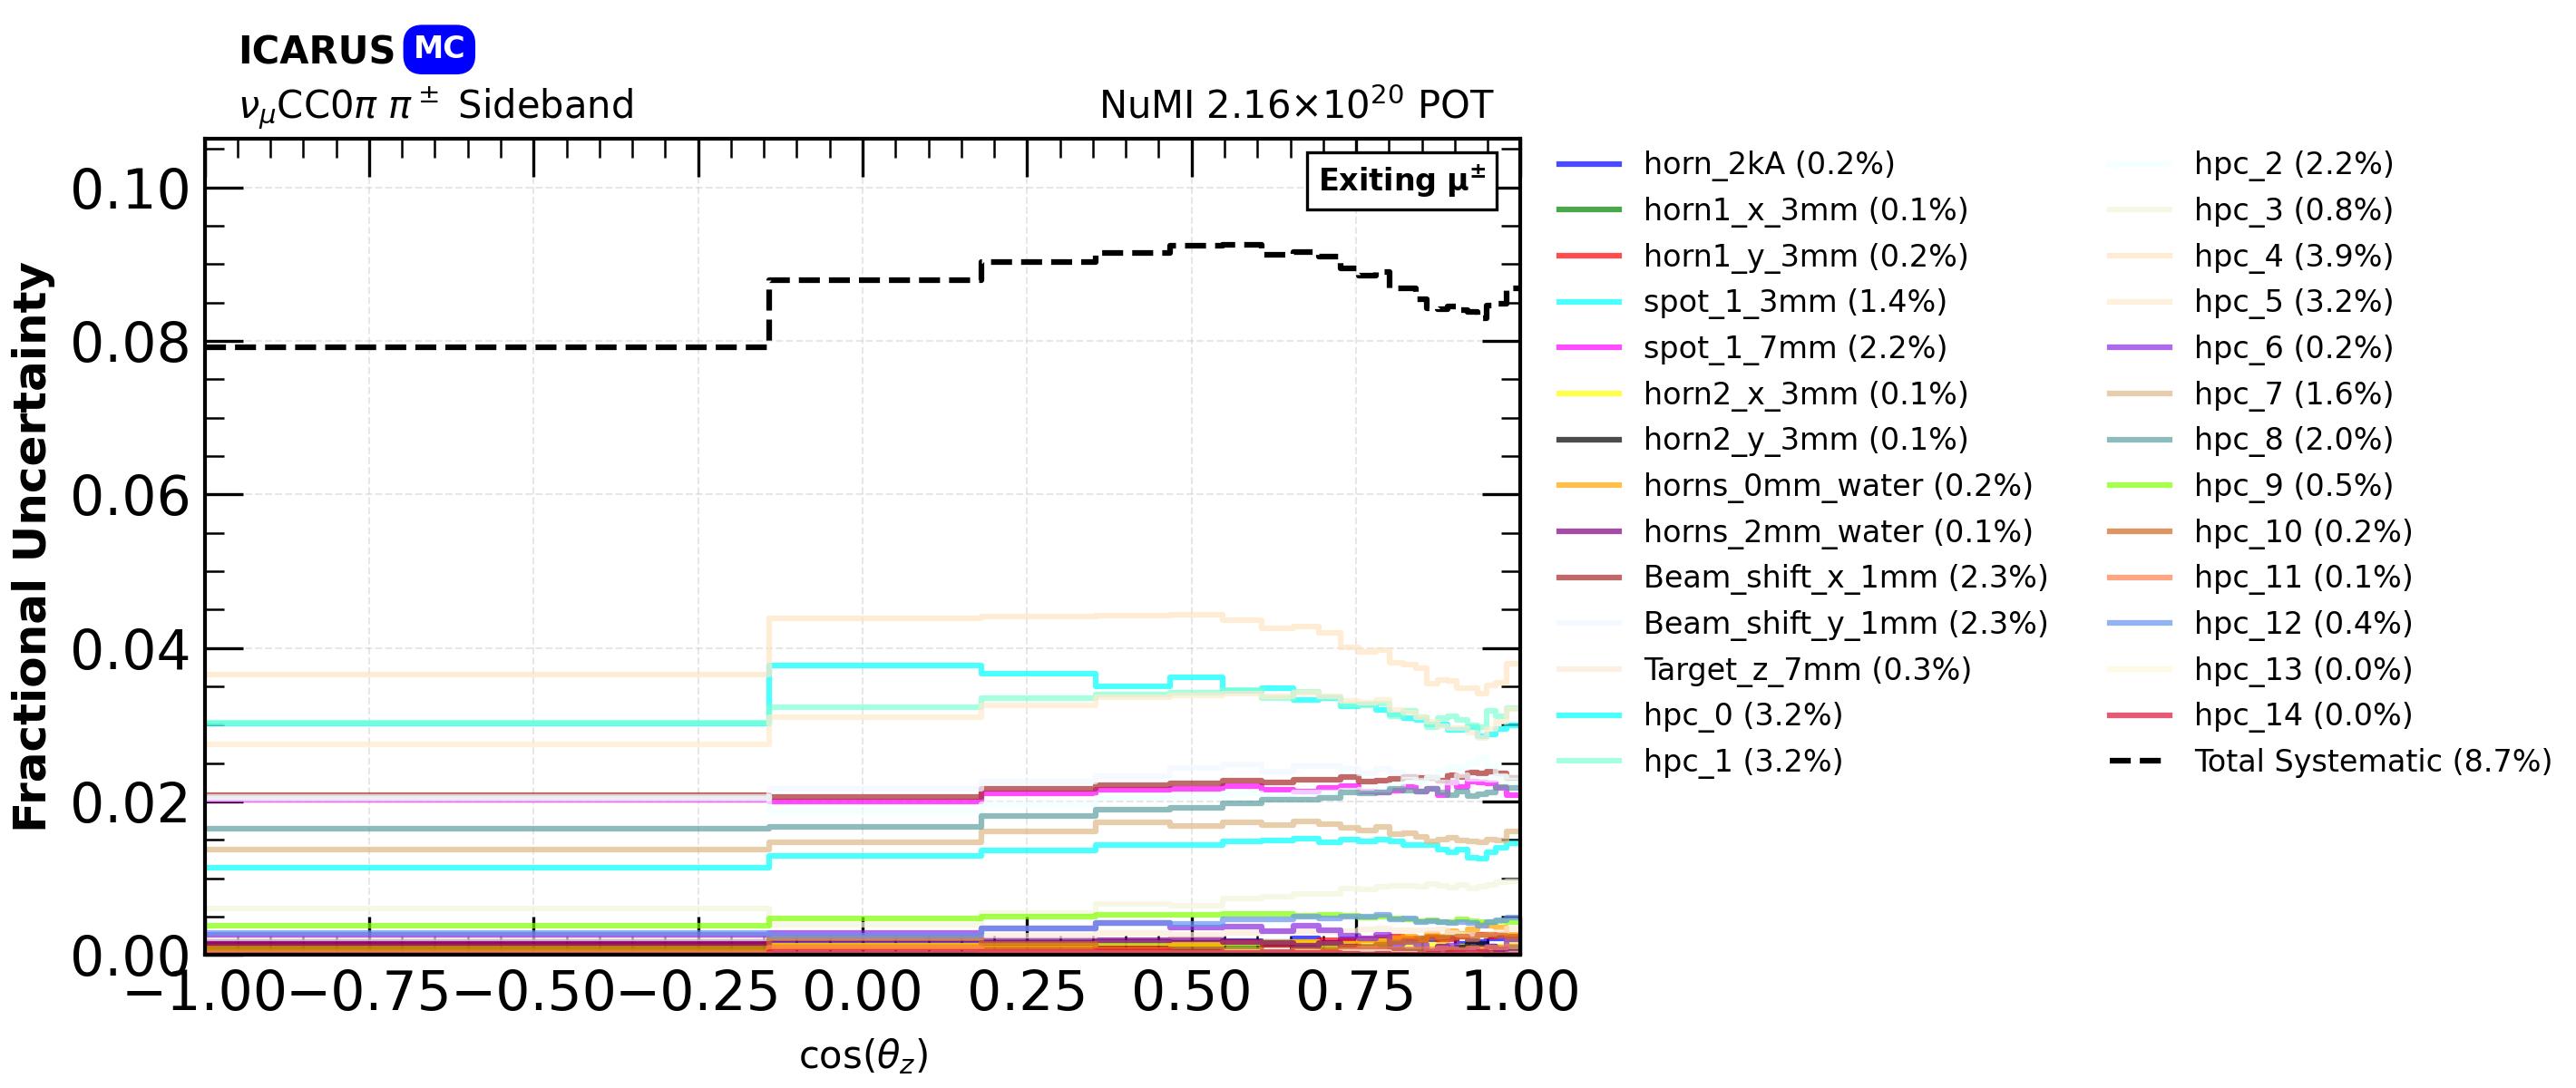 ICARUS MC
νμCC0π π± Sideband
NuMI 2.16×10²⁰ POT
Exiting μ±
Fractional Uncertainty
0.10
0.08
0.06
0.04
0.02
0.00
−1.00 −0.75 −0.50 −0.25 0.00 0.25 0.50 0.75 1.00
cos(θz)
horn_2kA (0.2%)
horn1_x_3mm (0.1%)
horn1_y_3mm (0.2%)
spot_1_3mm (1.4%)
spot_1_7mm (2.2%)
horn2_x_3mm (0.1%)
horn2_y_3mm (0.1%)
horns_0mm_water (0.2%)
horns_2mm_water (0.1%)
Beam_shift_x_1mm (2.3%)
Beam_shift_y_1mm (2.3%)
Target_z_7mm (0.3%)
hpc_0 (3.2%)
hpc_1 (3.2%)
hpc_2 (2.2%)
hpc_3 (0.8%)
hpc_4 (3.9%)
hpc_5 (3.2%)
hpc_6 (0.2%)
hpc_7 (1.6%)
hpc_8 (2.0%)
hpc_9 (0.5%)
hpc_10 (0.2%)
hpc_11 (0.1%)
hpc_12 (0.4%)
hpc_13 (0.0%)
hpc_14 (0.0%)
Total Systematic (8.7%)